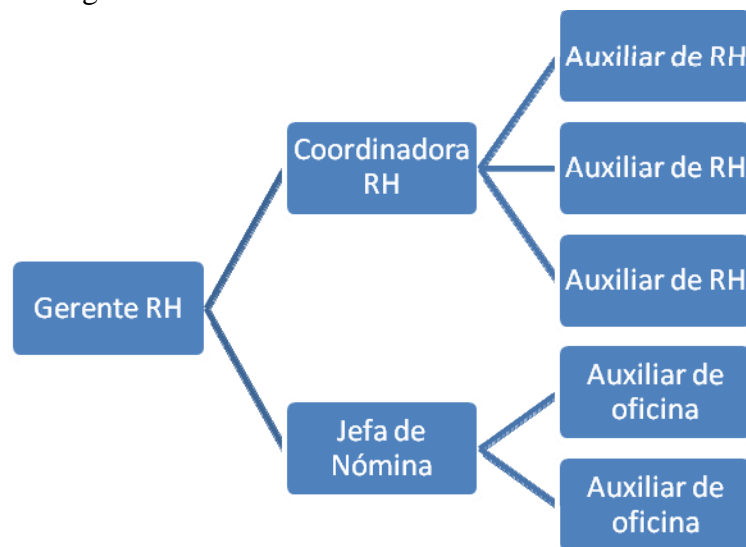 Gerente RH
Coordinadora
RH
Auxiliar de RH
Auxiliar de RH
Auxiliar de RH
Jefa de
Nómina
Auxiliar de
oficina
Auxiliar de
oficina